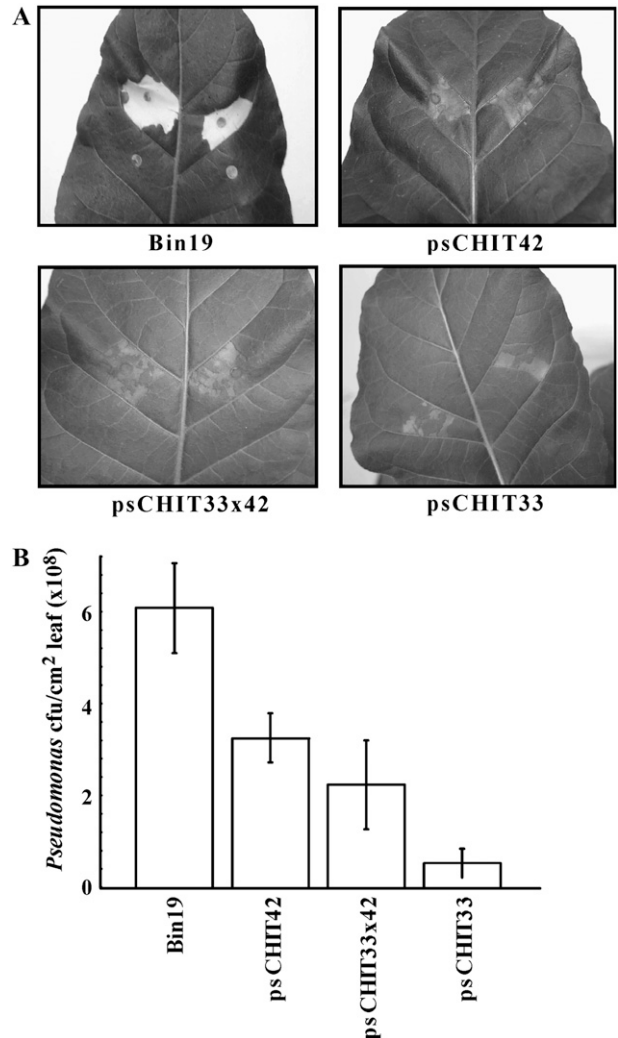 A
Bin19
psCHIT42
psCHIT33x42
psCHIT33
B
Pseudomonas cfu/cm² leaf (x10⁸)
6
4
2
0
Bin19
psCHIT42
psCHIT33x42
psCHIT33